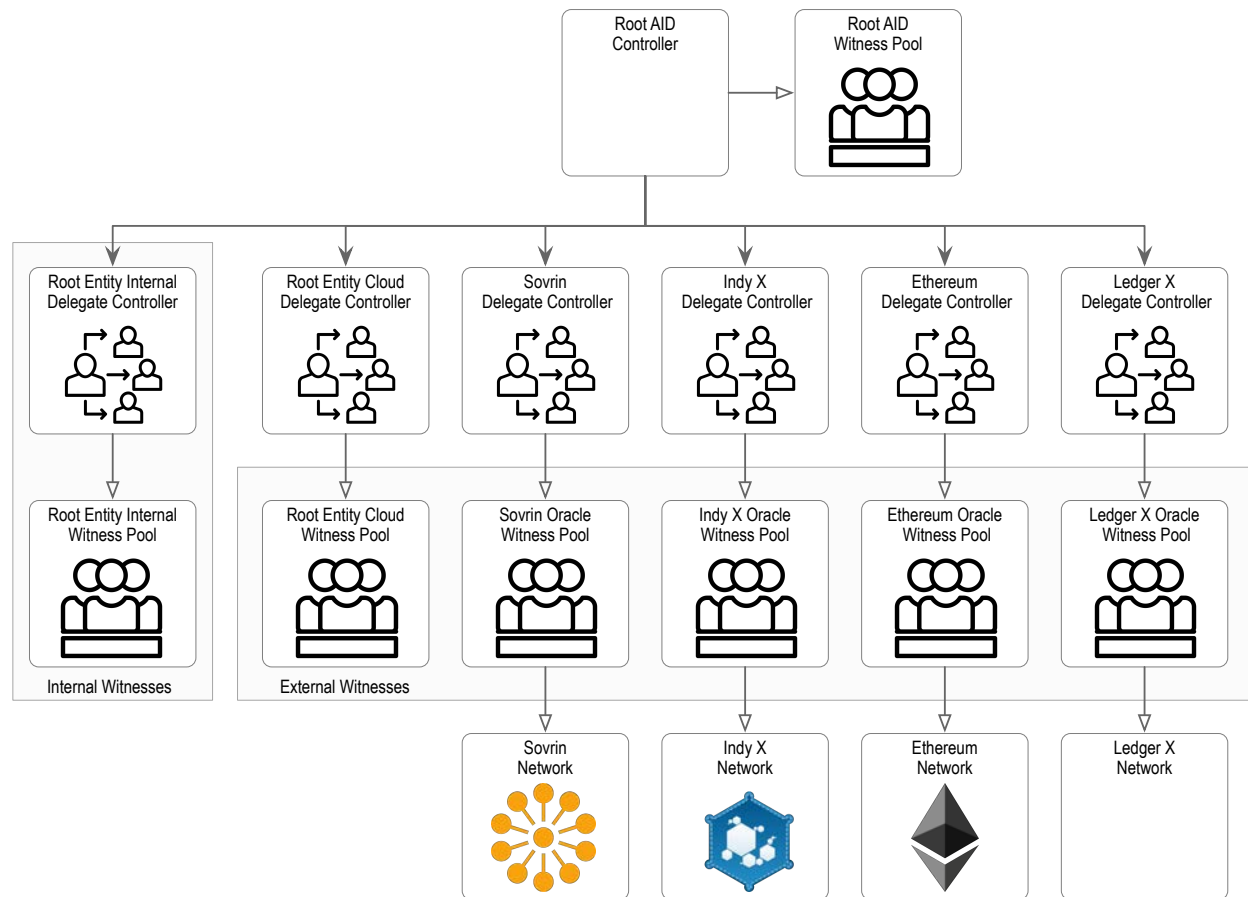 Root AID
Controller
Root AID
Witness Pool
Root Entity Internal
Delegate Controller
Root Entity Cloud
Delegate Controller
Sovrin
Delegate Controller
Indy X
Delegate Controller
Ethereum
Delegate Controller
Ledger X
Delegate Controller
Root Entity Internal
Witness Pool
Root Entity Cloud
Witness Pool
Sovrin Oracle
Witness Pool
Indy X Oracle
Witness Pool
Ethereum Oracle
Witness Pool
Ledger X Oracle
Witness Pool
Internal Witnesses
External Witnesses
Sovrin
Network
Indy X
Network
Ethereum
Network
Ledger X
Network